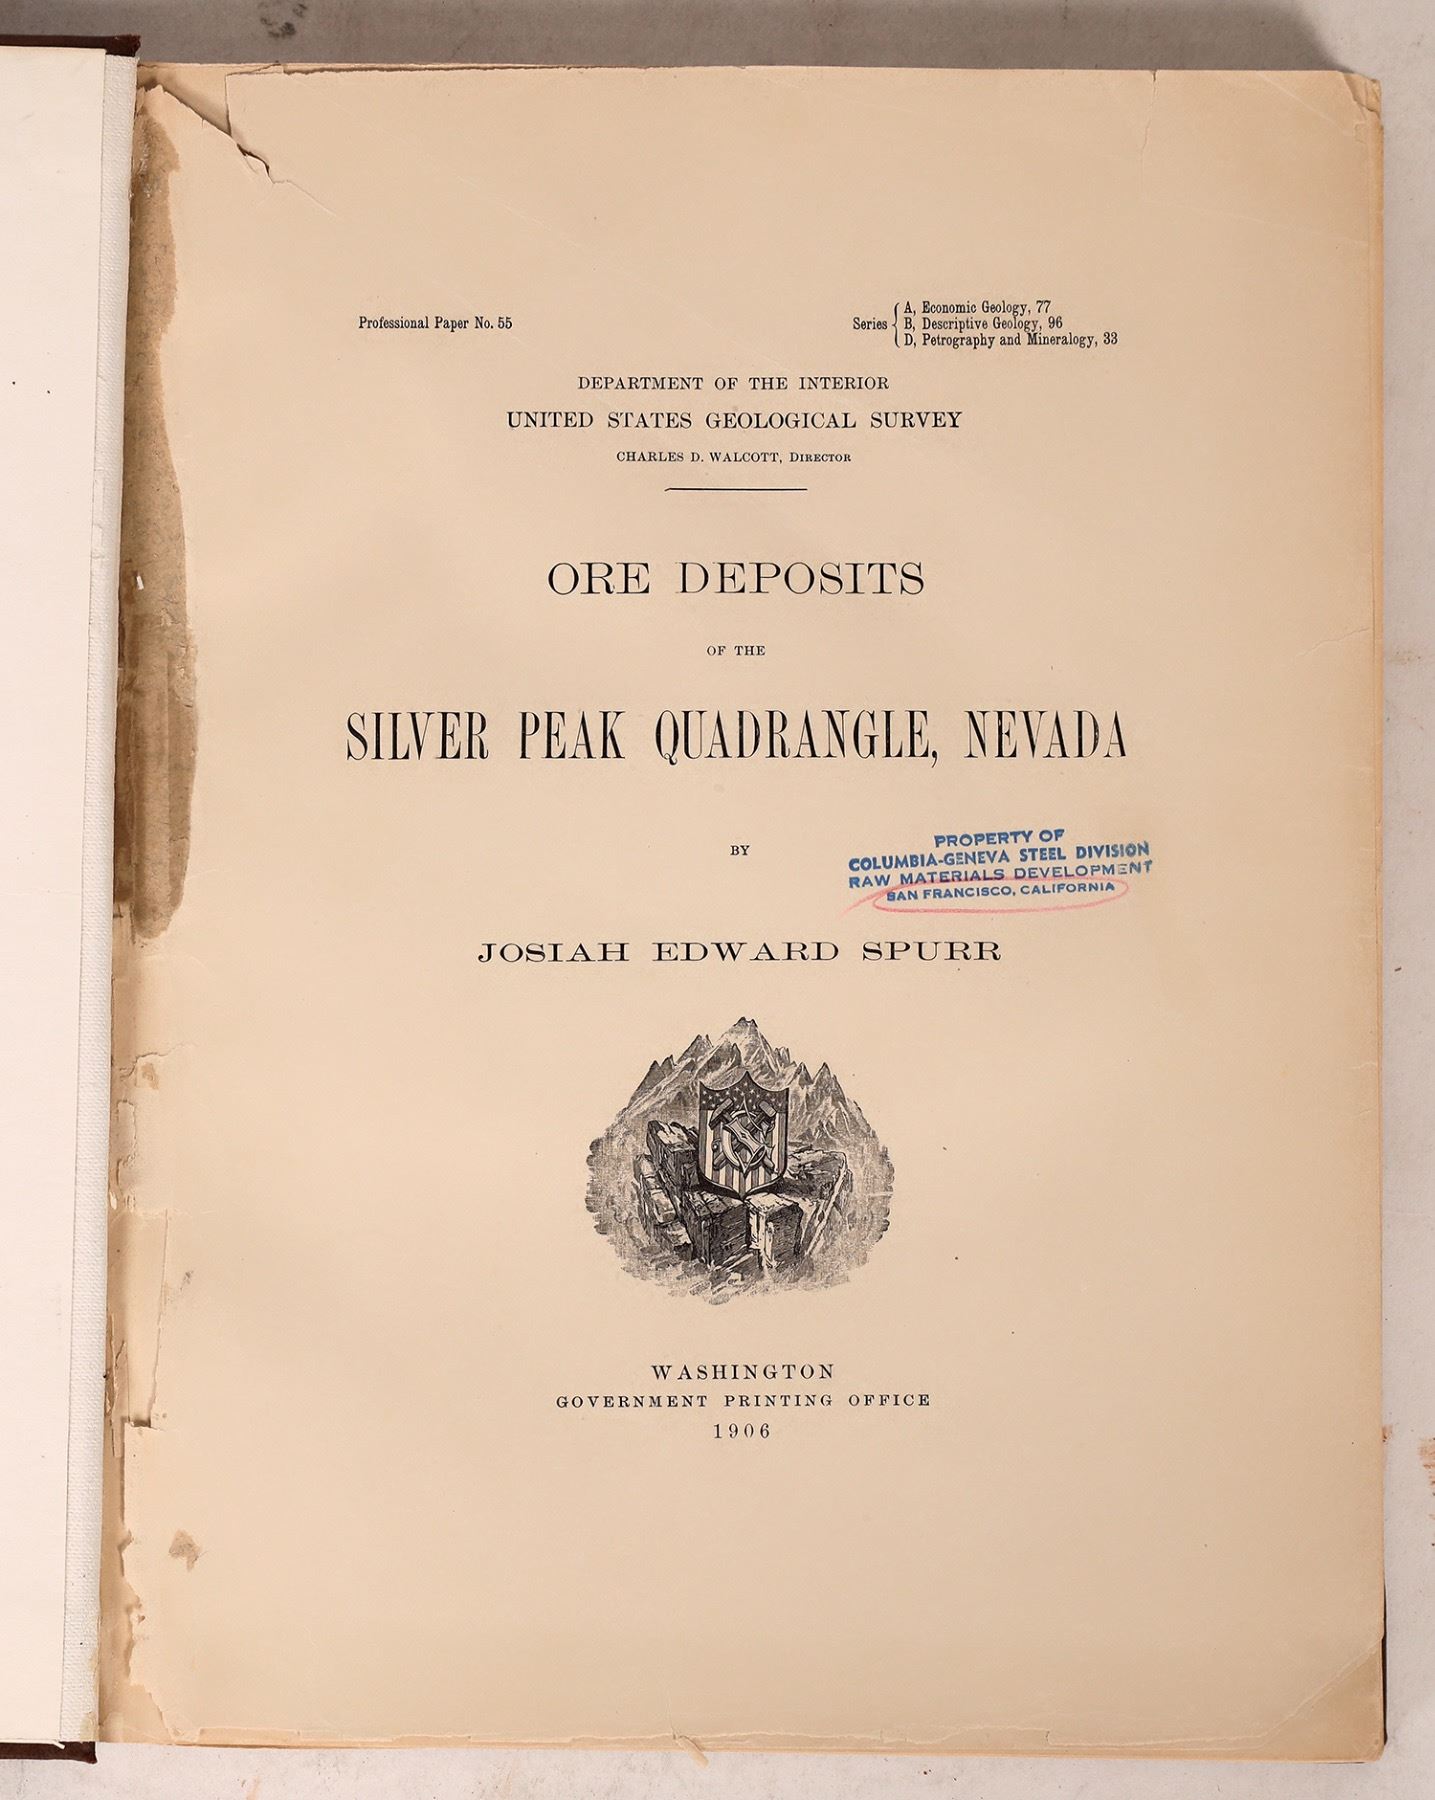 Professional Paper No. 55
Series
A, Economic Geology, 77
B, Descriptive Geology, 96
D, Petrography and Mineralogy, 33
DEPARTMENT OF THE INTERIOR
UNITED STATES GEOLOGICAL SURVEY
CHARLES D. WALCOTT, DIRECTOR
ORE DEPOSITS
OF THE
SILVER PEAK QUADRANGLE, NEVADA
BY
PROPERTY OF
COLUMBIA-GENEVA STEEL DIVISION
RAW MATERIALS DEVELOPMENT
SAN FRANCISCO, CALIFORNIA
JOSIAH EDWARD SPURR
WASHINGTON
GOVERNMENT PRINTING OFFICE
1906